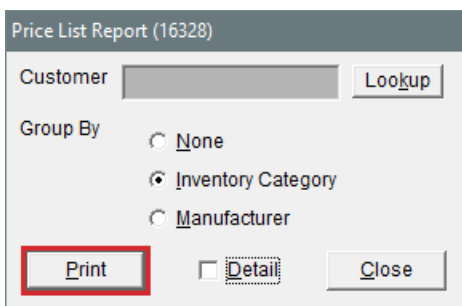 Price List Report (16328)
Customer Lookup
Group By
None
Inventory Category
Manufacturer
Print Detail Close